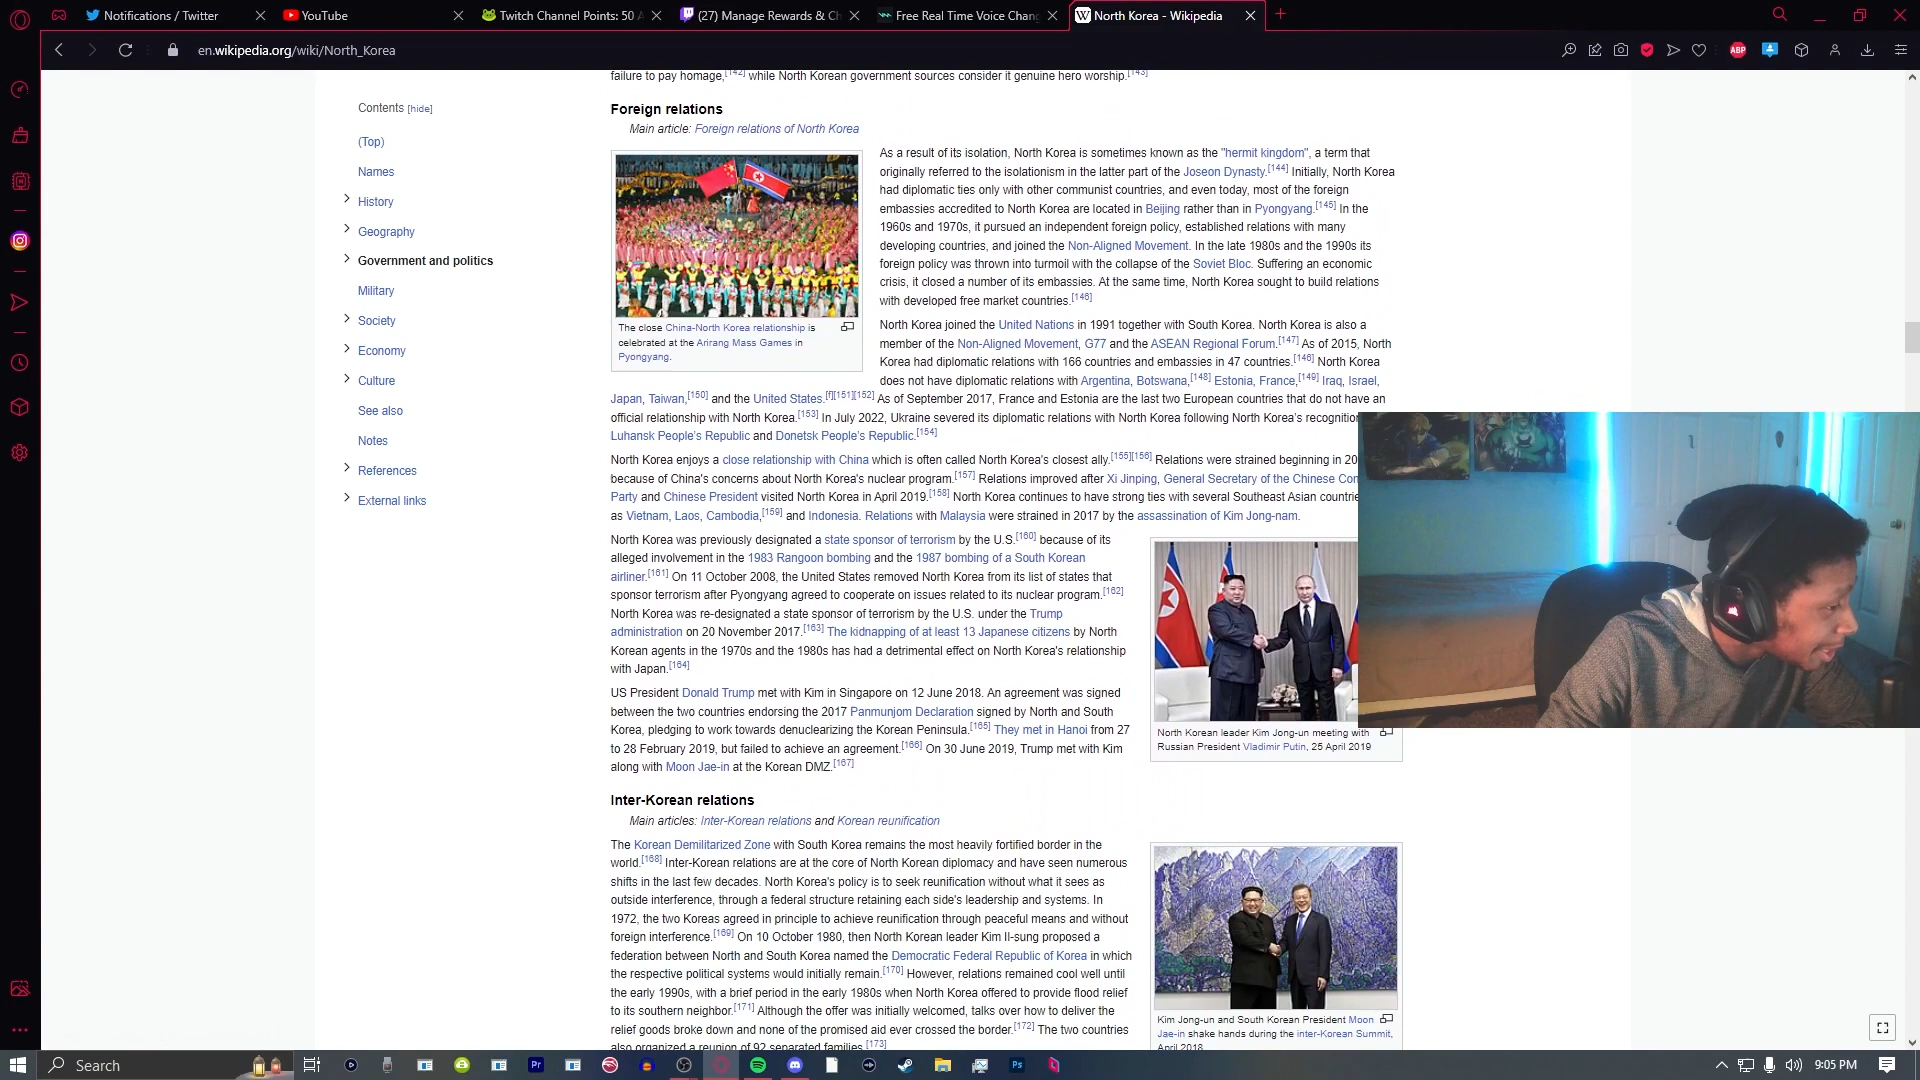 Notifications / Twitter
YouTube
Twitch Channel Points: 50
(27) Manage Rewards & Ch
Free Real Time Voice Chang
North Korea - Wikipedia
en.wikipedia.org/wiki/North_Korea
ABP
failure to pay homage,[142] while North Korean government sources consider it genuine hero worship.[143]
Contents [hide]
(Top)
Names
History
Geography
Government and politics
Military
Society
Economy
Culture
See also
Notes
References
External links
Foreign relations
Main article: Foreign relations of North Korea
The close China-North Korea relationship is
celebrated at the Arirang Mass Games in
Pyongyang.
As a result of its isolation, North Korea is sometimes known as the "hermit kingdom", a term that
originally referred to the isolationism in the latter part of the Joseon Dynasty.[144] Initially, North Korea
had diplomatic ties only with other communist countries, and even today, most of the foreign
embassies accredited to North Korea are located in Beijing rather than in Pyongyang.[145] In the
1960s and 1970s, it pursued an independent foreign policy, established relations with many
developing countries, and joined the Non-Aligned Movement. In the late 1980s and the 1990s its
foreign policy was thrown into turmoil with the collapse of the Soviet Bloc. Suffering an economic
crisis, it closed a number of its embassies. At the same time, North Korea sought to build relations
with developed free market countries.[146]
North Korea joined the United Nations in 1991 together with South Korea. North Korea is also a
member of the Non-Aligned Movement, G77 and the ASEAN Regional Forum.[147] As of 2015, North
Korea had diplomatic relations with 166 countries and embassies in 47 countries.[146] North Korea
does not have diplomatic relations with Argentina, Botswana,[148] Estonia, France,[149] Iraq, Israel,
Japan, Taiwan,[150] and the United States.[f][151][152] As of September 2017, France and Estonia are the last two European countries that do not have an
official relationship with North Korea.[153] In July 2022, Ukraine severed its diplomatic relations with North Korea following North Korea's recognition
Luhansk People's Republic and Donetsk People's Republic.[154]
North Korea enjoys a close relationship with China which is often called North Korea's closest ally.[155][156] Relations were strained beginning in 20
because of China's concerns about North Korea's nuclear program.[157] Relations improved after Xi Jinping, General Secretary of the Chinese Con
Party and Chinese President visited North Korea in April 2019.[158] North Korea continues to have strong ties with several Southeast Asian countrie
as Vietnam, Laos, Cambodia,[159] and Indonesia. Relations with Malaysia were strained in 2017 by the assassination of Kim Jong-nam.
North Korea was previously designated a state sponsor of terrorism by the U.S.[160] because of its
alleged involvement in the 1983 Rangoon bombing and the 1987 bombing of a South Korean
airliner.[161] On 11 October 2008, the United States removed North Korea from its list of states that
sponsor terrorism after Pyongyang agreed to cooperate on issues related to its nuclear program.[162]
North Korea was re-designated a state sponsor of terrorism by the U.S. under the Trump
administration on 20 November 2017.[163] The kidnapping of at least 13 Japanese citizens by North
Korean agents in the 1970s and the 1980s has had a detrimental effect on North Korea's relationship
with Japan.[164]
US President Donald Trump met with Kim in Singapore on 12 June 2018. An agreement was signed
between the two countries endorsing the 2017 Panmunjom Declaration signed by North and South
Korea, pledging to work towards denuclearizing the Korean Peninsula.[165] They met in Hanoi from 27
to 28 February 2019, but failed to achieve an agreement.[166] On 30 June 2019, Trump met with Kim
along with Moon Jae-in at the Korean DMZ.[167]
North Korean leader Kim Jong-un meeting with
Russian President Vladimir Putin, 25 April 2019
Inter-Korean relations
Main articles: Inter-Korean relations and Korean reunification
The Korean Demilitarized Zone with South Korea remains the most heavily fortified border in the
world.[168] Inter-Korean relations are at the core of North Korean diplomacy and have seen numerous
shifts in the last few decades. North Korea's policy is to seek reunification without what it sees as
outside interference, through a federal structure retaining each side's leadership and systems. In
1972, the two Koreas agreed in principle to achieve reunification through peaceful means and without
foreign interference.[169] On 10 October 1980, then North Korean leader Kim Il-sung proposed a
federation between North and South Korea named the Democratic Federal Republic of Korea in which
the respective political systems would initially remain.[170] However, relations remained cool well until
the early 1990s, with a brief period in the early 1980s when North Korea offered to provide flood relief
to its southern neighbor.[171] Although the offer was initially welcomed, talks over how to deliver the
relief goods broke down and none of the promised aid ever crossed the border.[172] The two countries
also organized a reunion of 92 separated families.[173]
Kim Jong-un and South Korean President Moon
Jae-in shake hands during the inter-Korean Summit,
April 2018
Search
Pr
Ps
9:05 PM